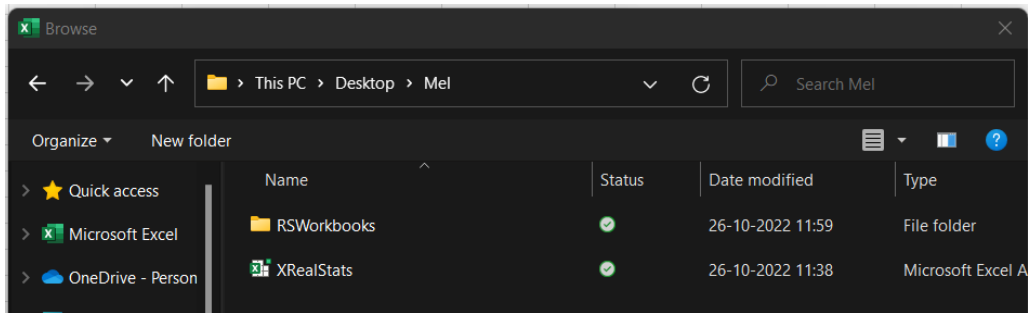 Browse
This PC > Desktop > Mel
Search Mel
Organize New folder
Name Status Date modified Type
Quick access
Microsoft Excel
OneDrive - Person
RSWorkbooks 26-10-2022 11:59 File folder
XRealStats 26-10-2022 11:38 Microsoft Excel A